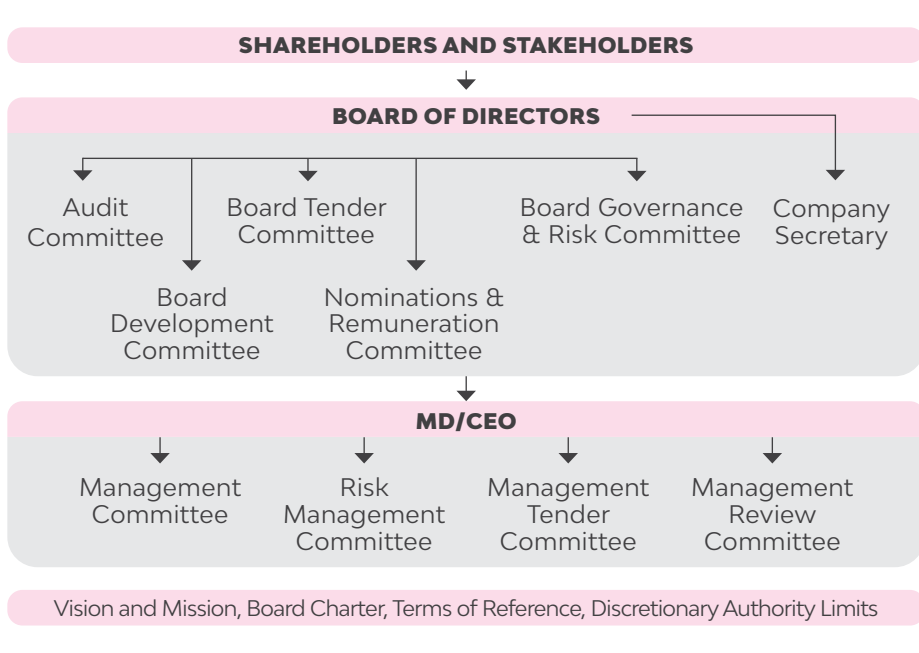 SHAREHOLDERS AND STAKEHOLDERS
BOARD OF DIRECTORS
Audit
Committee
Board Tender
Committee
Board Governance
& Risk Committee
Company
Secretary
Board
Development
Committee
Nominations &
Remuneration
Committee
MD/CEO
Management
Committee
Risk
Management
Committee
Management
Tender
Committee
Management
Review
Committee
Vision and Mission, Board Charter, Terms of Reference, Discretionary Authority Limits